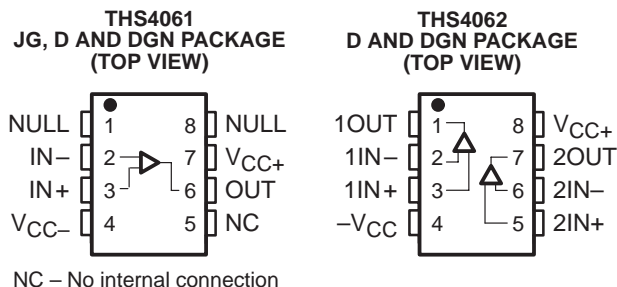 THS4061
JG, D AND DGN PACKAGE
(TOP VIEW)
NULL 1 8 NULL
IN− 2 7 VCC+
IN+ 3 6 OUT
VCC− 4 5 NC
NC – No internal connection
THS4062
D AND DGN PACKAGE
(TOP VIEW)
1OUT 1 8 VCC+
1IN− 2 7 2OUT
1IN+ 3 6 2IN−
−VCC 4 5 2IN+